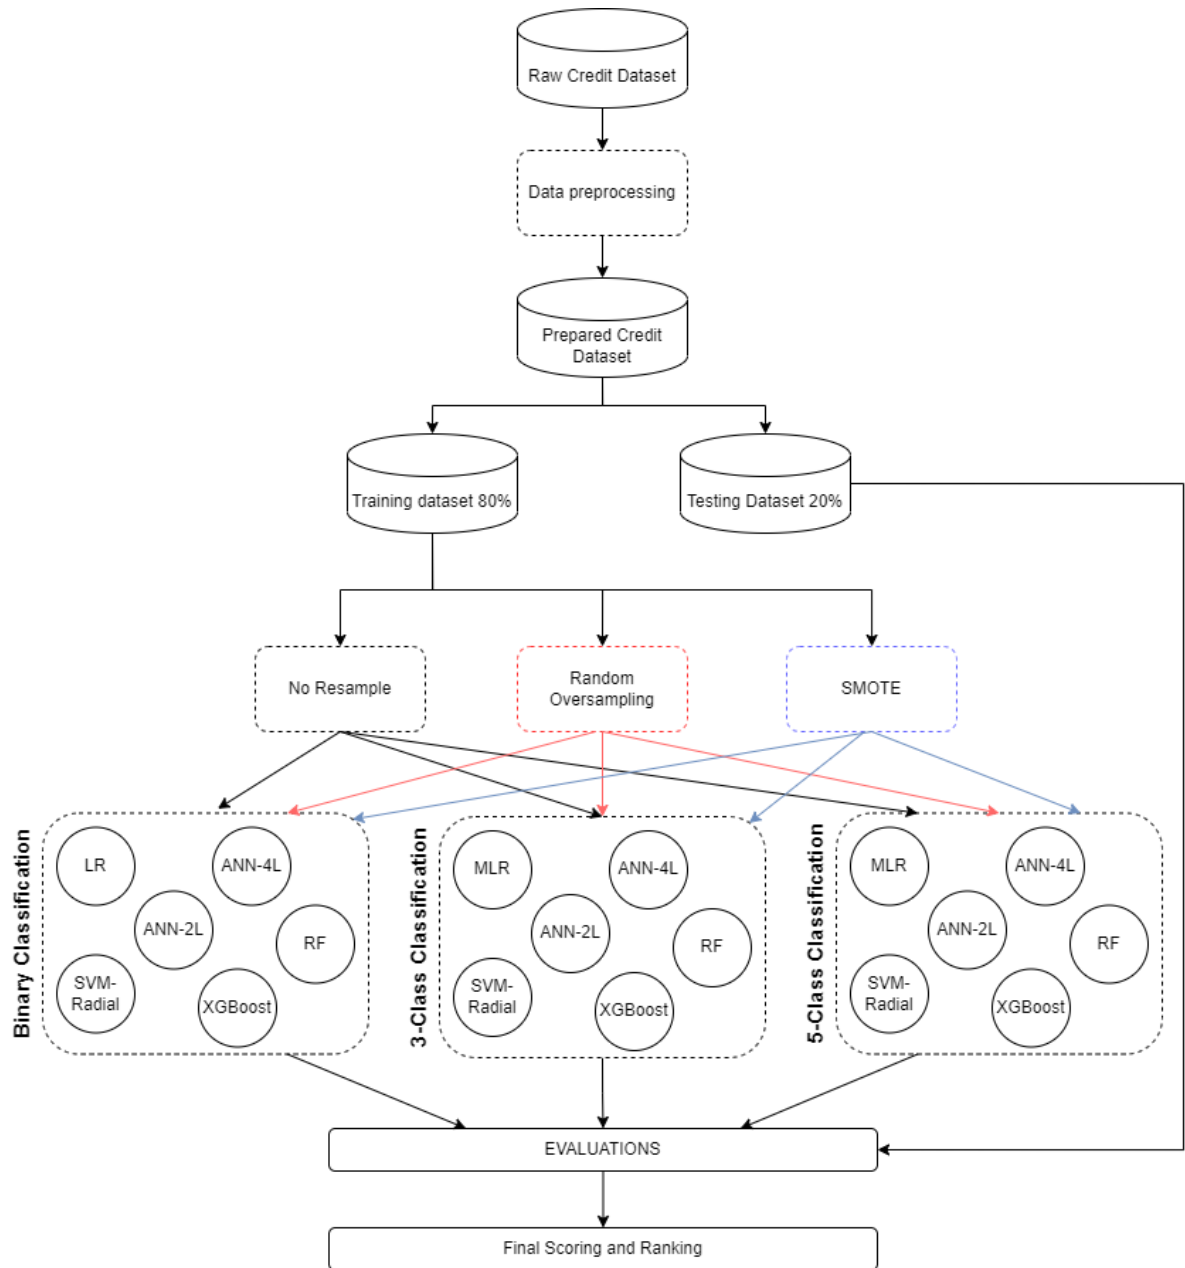 Raw Credit Dataset
Data preprocessing
Prepared Credit
Dataset
Training dataset 80%
Testing Dataset 20%
No Resample
Random
Oversampling
SMOTE
Binary Classification
LR
ANN-4L
ANN-2L
RF
SVM-
Radial
XGBoost
3-Class Classification
MLR
ANN-4L
ANN-2L
RF
SVM-
Radial
XGBoost
5-Class Classification
MLR
ANN-4L
ANN-2L
RF
SVM-
Radial
XGBoost
EVALUATIONS
Final Scoring and Ranking